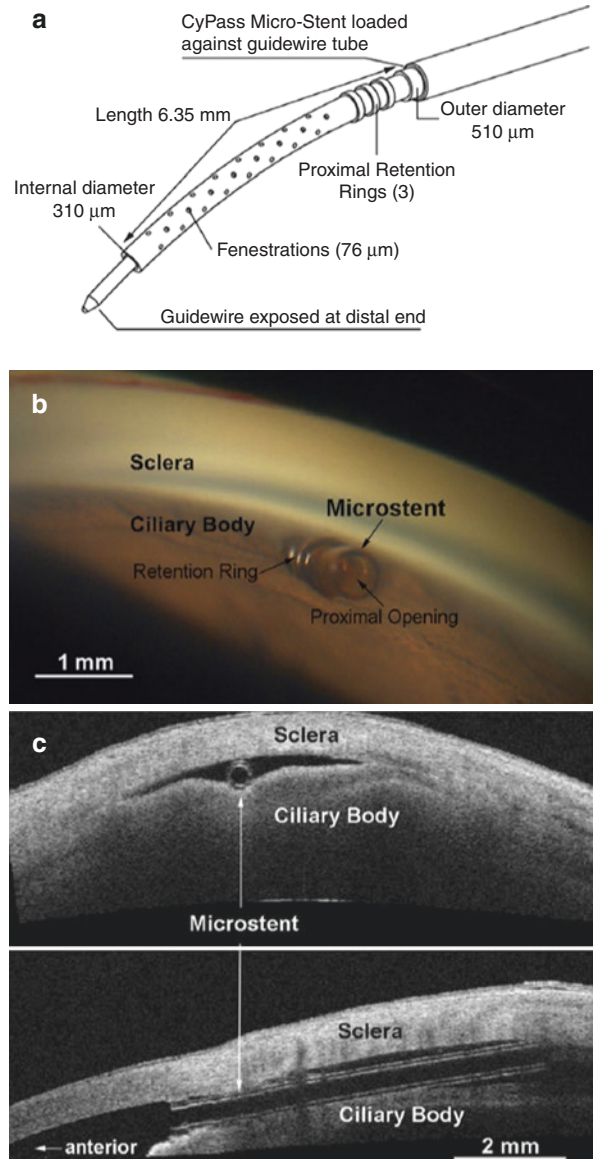 a
CyPass Micro-Stent loaded
against guidewire tube
Length 6.35 mm
Outer diameter
510 μm
Proximal Retention
Rings (3)
Internal diameter
310 μm
Fenestrations (76 μm)
Guidewire exposed at distal end
b
Sclera
Microstent
Ciliary Body
Retention Ring
Proximal Opening
1 mm
c
Sclera
Ciliary Body
Microstent
Sclera
Ciliary Body
anterior
2 mm